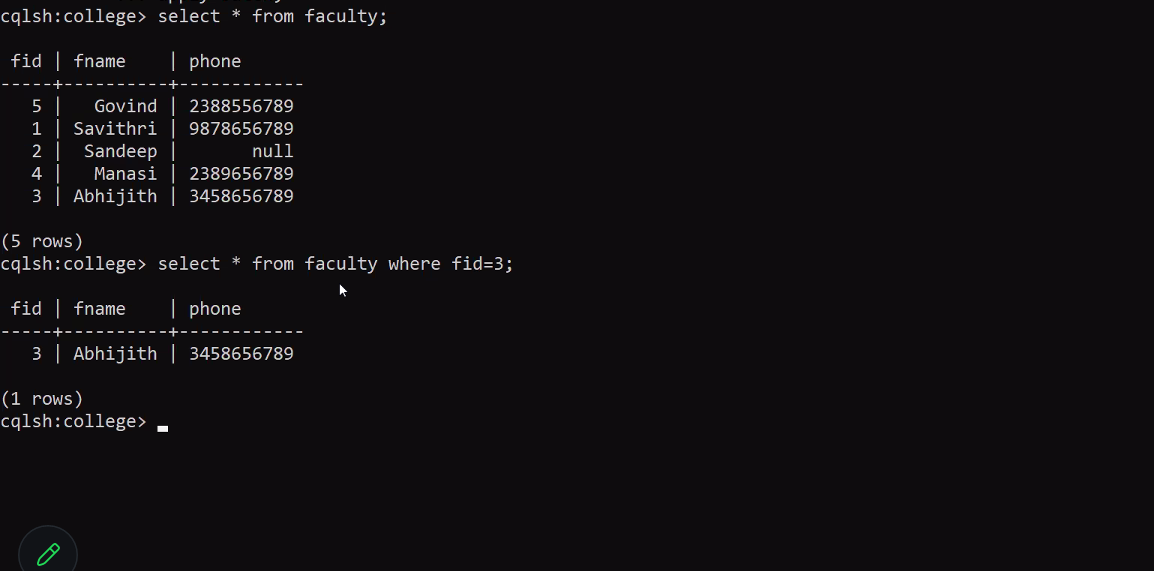 cqlsh:college> select * from faculty;
 fid | fname    | phone
-----+----------+------------
   5 |   Govind | 2388556789
   1 | Savithri | 9878656789
   2 |  Sandeep |       null
   4 |   Manasi | 2389656789
   3 | Abhijith | 3458656789
(5 rows)
cqlsh:college> select * from faculty where fid=3;
 fid | fname    | phone
-----+----------+------------
   3 | Abhijith | 3458656789
(1 rows)
cqlsh:college>